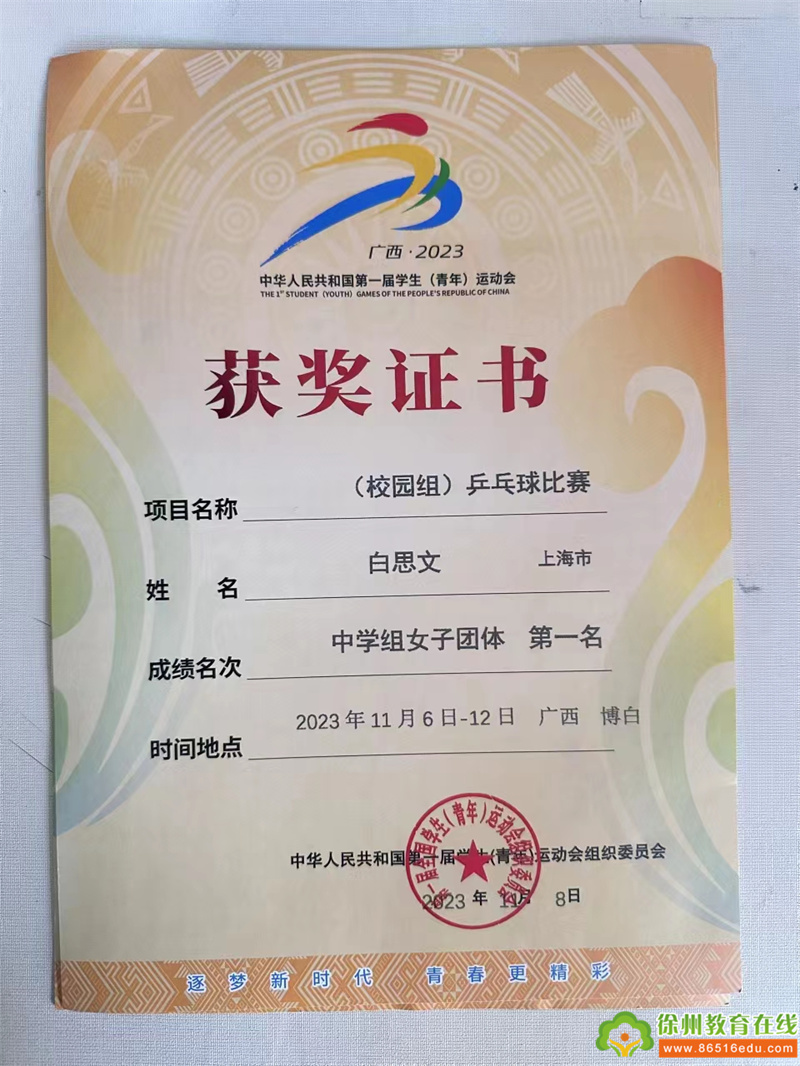 广西·2023
中华人民共和国第一届学生（青年）运动会
THE 1ST STUDENT (YOUTH) GAMES OF THE PEOPLE'S REPUBLIC OF CHINA
获奖证书
项目名称 （校园组）乒乓球比赛
姓 名 白思文 上海市
成绩名次 中学组女子团体 第一名
时间地点 2023年11月6日-12日 广西 博白
中华人民共和国第一届学生(青年)运动会组织委员会
2023 年 11月 8日
逐梦新时代 青春更精彩
徐州教育在线
www.86516edu.com